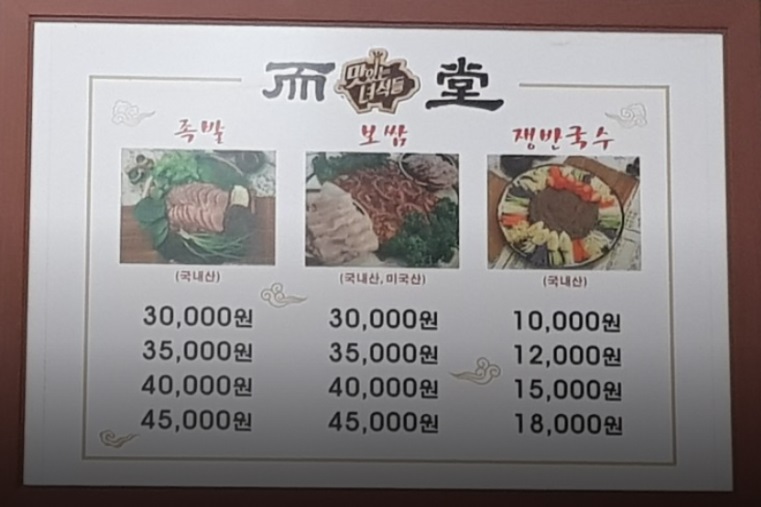 而 맛있는 녀석들 堂
족발 보쌈 쟁반국수
(국내산) (국내산, 미국산) (국내산)
30,000원 30,000원 10,000원
35,000원 35,000원 12,000원
40,000원 40,000원 15,000원
45,000원 45,000원 18,000원